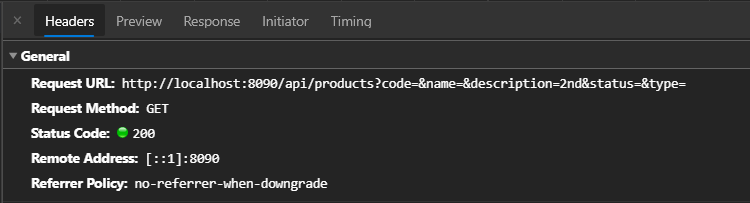 × Headers Preview Response Initiator Timing
▼ General
Request URL: http://localhost:8090/api/products?code=&name=&description=2nd&status=&type=
Request Method: GET
Status Code: 200
Remote Address: [::1]:8090
Referrer Policy: no-referrer-when-downgrade